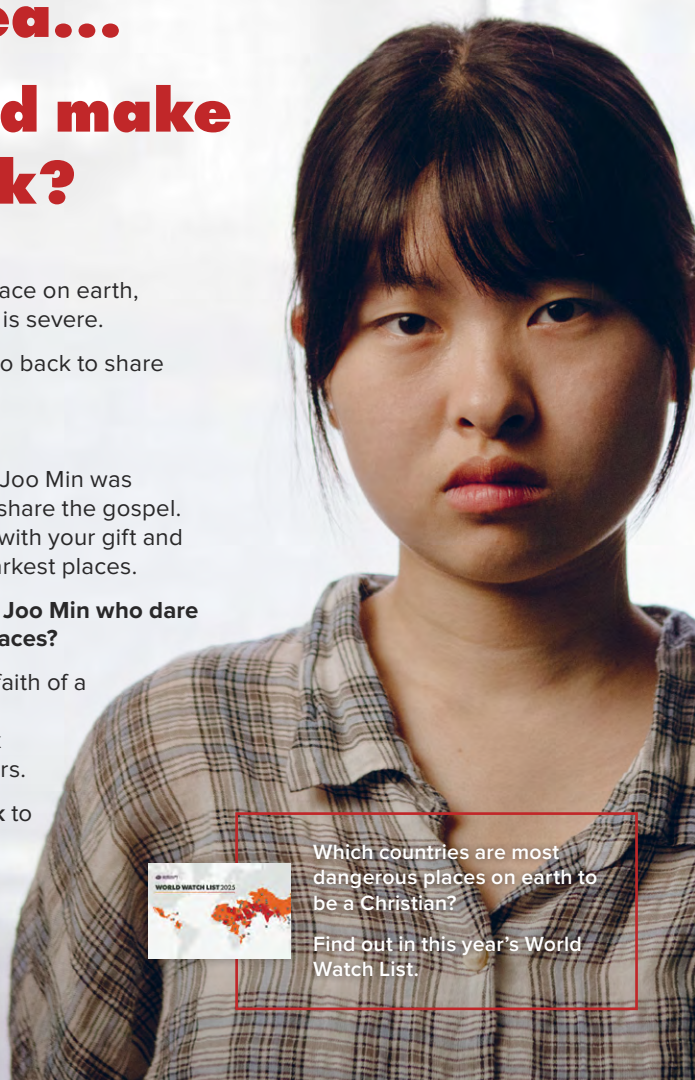 ea...
d make
k?
ace on earth,
is severe.
o back to share
Joo Min was
share the gospel.
with your gift and
arkest places.
Joo Min who dare
aces?
faith of a
rs.
k to
WORLD WATCH LIST 2025
Which countries are most
dangerous places on earth to
be a Christian?
Find out in this year’s World
Watch List.